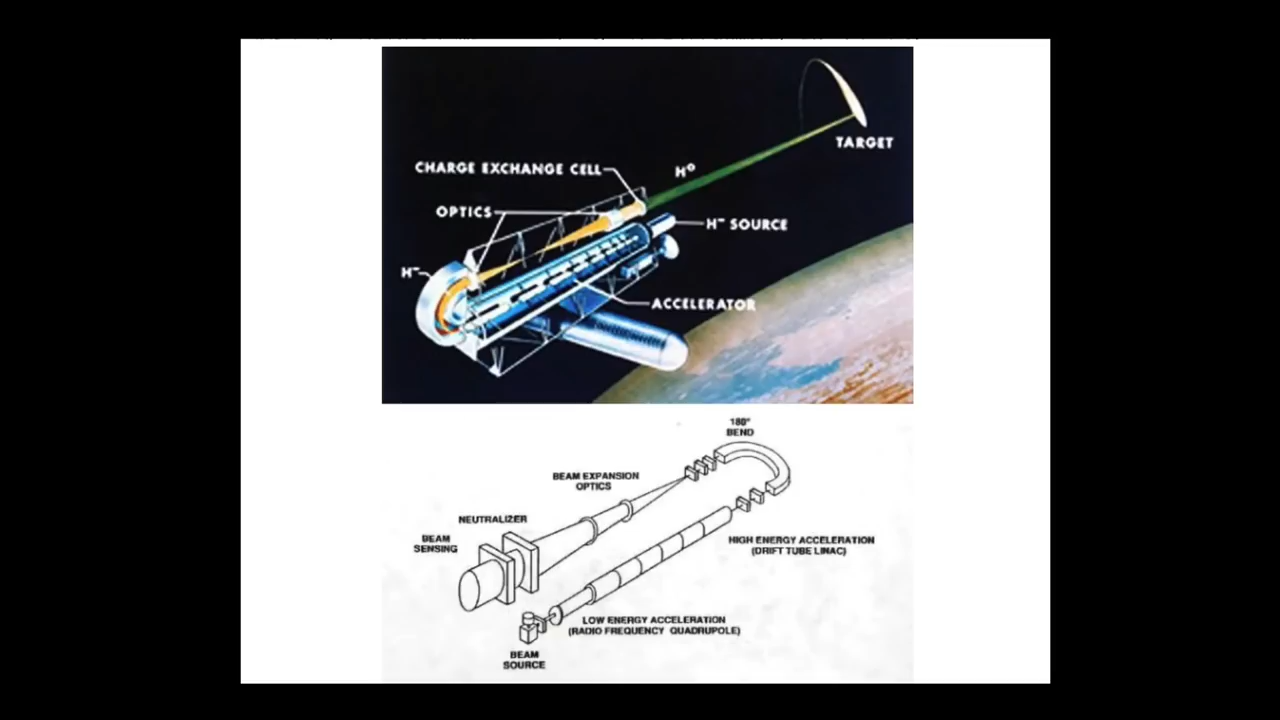 CHARGE EXCHANGE CELL
H°
TARGET
OPTICS
H⁻ SOURCE
H⁻
ACCELERATOR
180°
BEND
BEAM EXPANSION
OPTICS
NEUTRALIZER
BEAM
SENSING
HIGH ENERGY ACCELERATION
(DRIFT TUBE LINAC)
LOW ENERGY ACCELERATION
(RADIO FREQUENCY QUADRUPOLE)
BEAM
SOURCE